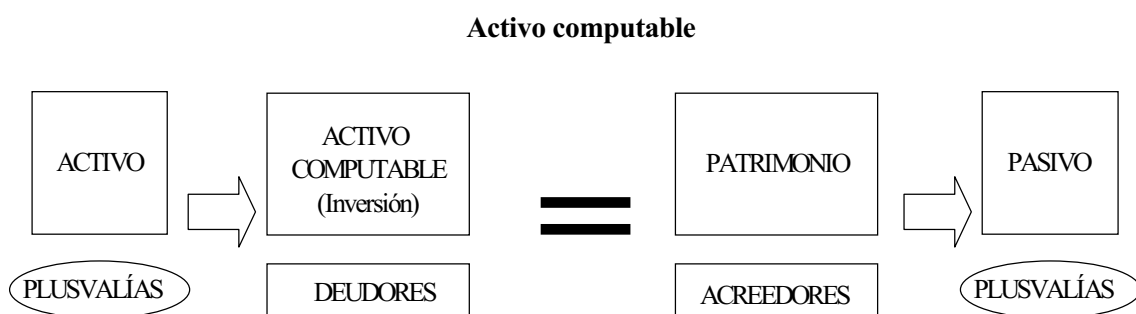 Activo computable
ACTIVO
ACTIVO
COMPUTABLE
(Inversión)
PATRIMONIO
PASIVO
PLUSVALÍAS
DEUDORES
ACREEDORES
PLUSVALÍAS